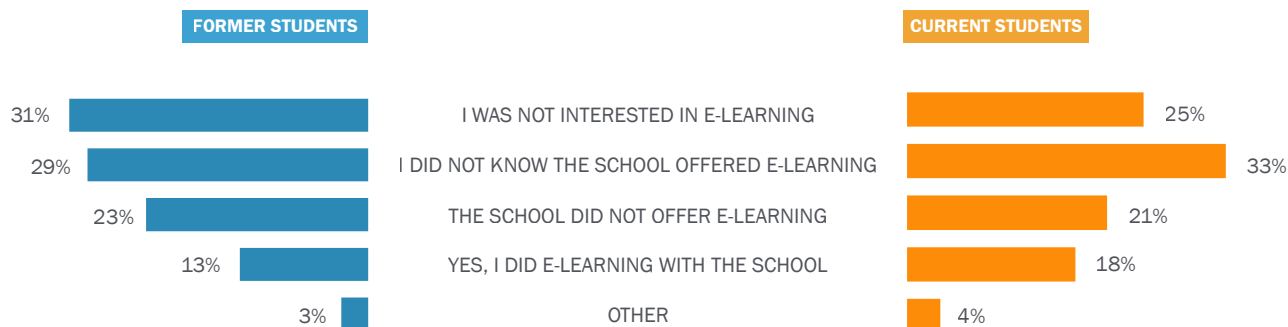 FORMER STUDENTS CURRENT STUDENTS
31% I WAS NOT INTERESTED IN E-LEARNING 25%
29% I DID NOT KNOW THE SCHOOL OFFERED E-LEARNING 33%
23% THE SCHOOL DID NOT OFFER E-LEARNING 21%
13% YES, I DID E-LEARNING WITH THE SCHOOL 18%
3% OTHER 4%